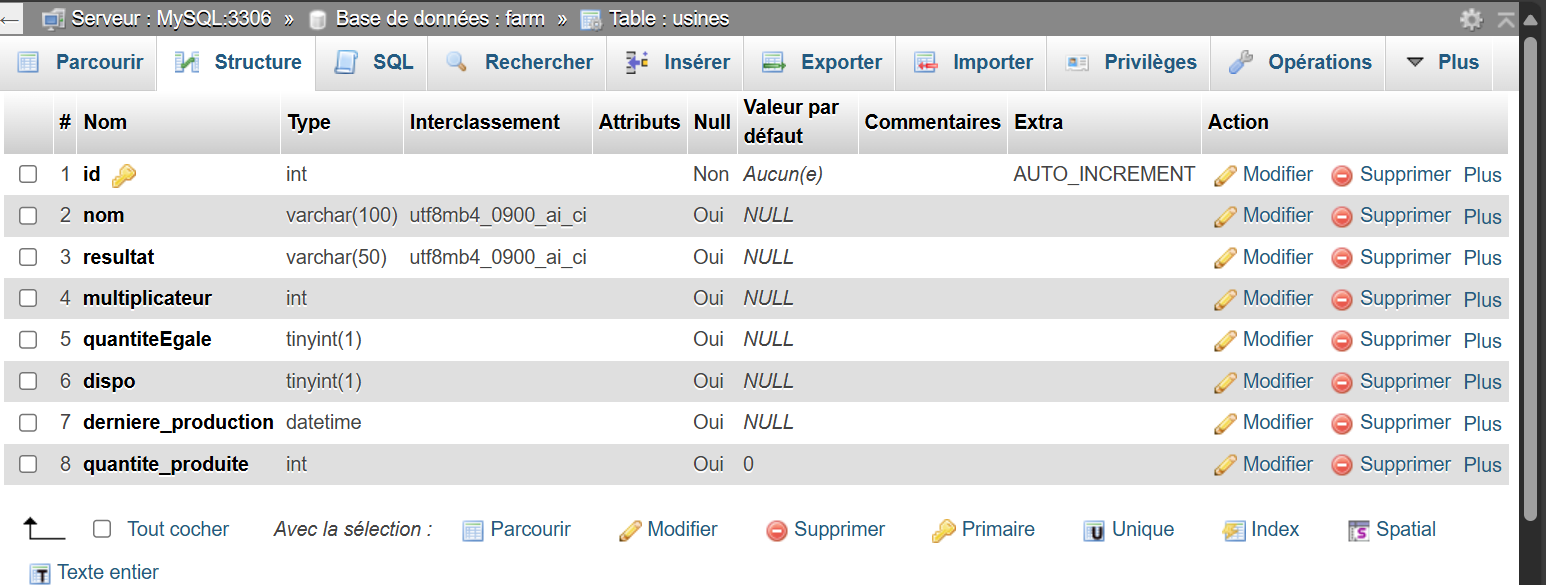 Serveur : MySQL:3306 » Base de données : farm » Table : usines
Parcourir Structure SQL Rechercher Insérer Exporter Importer Privilèges Opérations Plus
# Nom Type Interclassement Attributs Null Valeur par défaut Commentaires Extra Action
1 id int Non Aucun(e) AUTO_INCREMENT Modifier Supprimer Plus
2 nom varchar(100) utf8mb4_0900_ai_ci Oui NULL Modifier Supprimer Plus
3 resultat varchar(50) utf8mb4_0900_ai_ci Oui NULL Modifier Supprimer Plus
4 multiplicateur int Oui NULL Modifier Supprimer Plus
5 quantiteEgale tinyint(1) Oui NULL Modifier Supprimer Plus
6 dispo tinyint(1) Oui NULL Modifier Supprimer Plus
7 derniere_production datetime Oui NULL Modifier Supprimer Plus
8 quantite_produite int Oui 0 Modifier Supprimer Plus
Tout cocher Avec la sélection : Parcourir Modifier Supprimer Primaire Unique Index Spatial
Texte entier